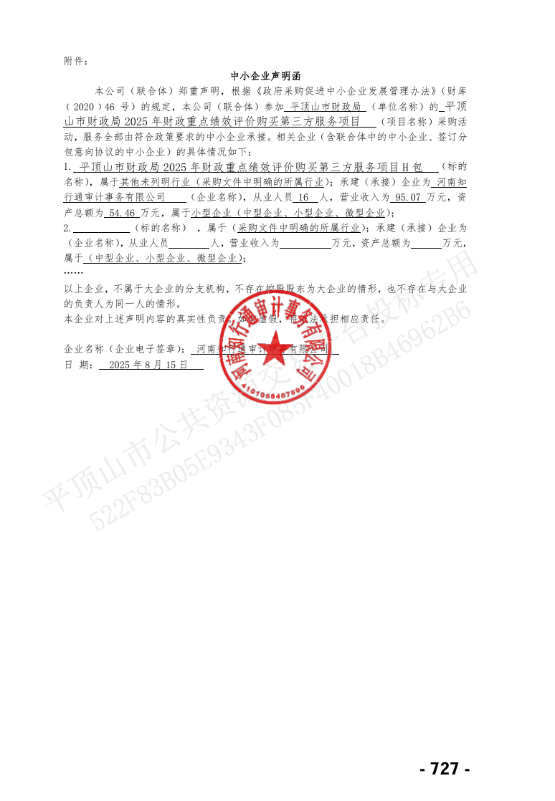 附件：
中小企业声明函
本公司（联合体）郑重声明，根据《政府采购促进中小企业发展管理办法》（财库
﹝2020﹞46 号）的规定，本公司（联合体）参加 平顶山市财政局 （单位名称）的 平顶
山市财政局 2025 年财政重点绩效评价购买第三方服务项目 （项目名称）采购活
动，服务全部由符合政策要求的中小企业承接。相关企业（含联合体中的中小企业、签订分
包意向协议的中小企业）的具体情况如下：
1. 平顶山市财政局 2025 年财政重点绩效评价购买第三方服务项目 H 包 （标的
名称），属于其他未列明行业（采购文件中明确的所属行业）；承建（承接）企业为 河南知
行通审计事务有限公司 （企业名称），从业人员 16 人，营业收入为 95.07 万元，资
产总额为 54.46 万元，属于小型企业（中型企业、小型企业、微型企业）；
2. （标的名称） ，属于（采购文件中明确的所属行业）；承建（承接）企业为
（企业名称），从业人员 人，营业收入为 万元，资产总额为 万元，
属于（中型企业、小型企业、微型企业）；
……
以上企业，不属于大企业的分支机构，不存在控股股东为大企业的情形，也不存在与大企业
的负责人为同一人的情形。
本企业对上述声明内容的真实性负责。如有虚假，将依法承担相应责任。
企业名称（企业电子签章）： 河南知行通审计事务有限公司
日 期： 2025 年 8 月 15 日
河南知行通审计事务有限公司
平顶山市公共资源交易平台投标专用
- 727 -